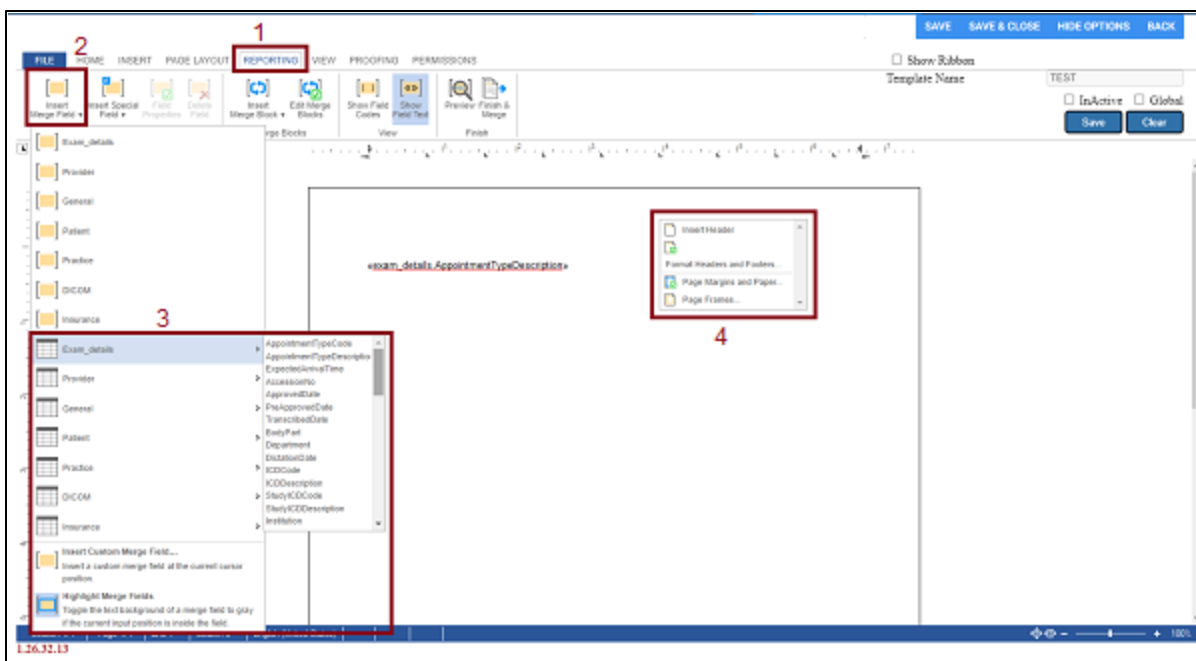 SAVE SAVE & CLOSE HIDE OPTIONS BACK
1
2
FILE HOME INSERT PAGE LAYOUT REPORTING VIEW PROOFING PERMISSIONS
Show Ribbon
Template Name TEST
InActive Global
Save Clear
Insert Merge Field
Insert Special Field
Field Properties
Delete Field
Insert Merge Block
Edit Merge Blocks
Show Field Codes
Show Field Text
Preview Finish & Merge
Merge Blocks View Finish
Exam_details
Provider
General
Patient
Practice
DICOM
Insurance
«exam_details.AppointmentTypeDescription»
Insert Header
Format Headers and Footers...
Page Margins and Paper...
Page Frames...
4
3
Exam_details
Provider
General
Patient
Practice
DICOM
Insurance
AppointmentTypeCode
AppointmentTypeDescriptio
ExpectedArrivalTime
AccessionNo
ApprovedDate
PreApprovedDate
TranscribedDate
BodyPart
Department
DictationDate
ICDCode
ICDDescription
StudyICDCode
StudyICDDescription
Institution
Insert Custom Merge Field...
Insert a custom merge field at the current cursor
position.
Highlight Merge Fields
Toggle the text background of a merge field to gray
if the current input position is inside the field.
100%
1.26.32.13